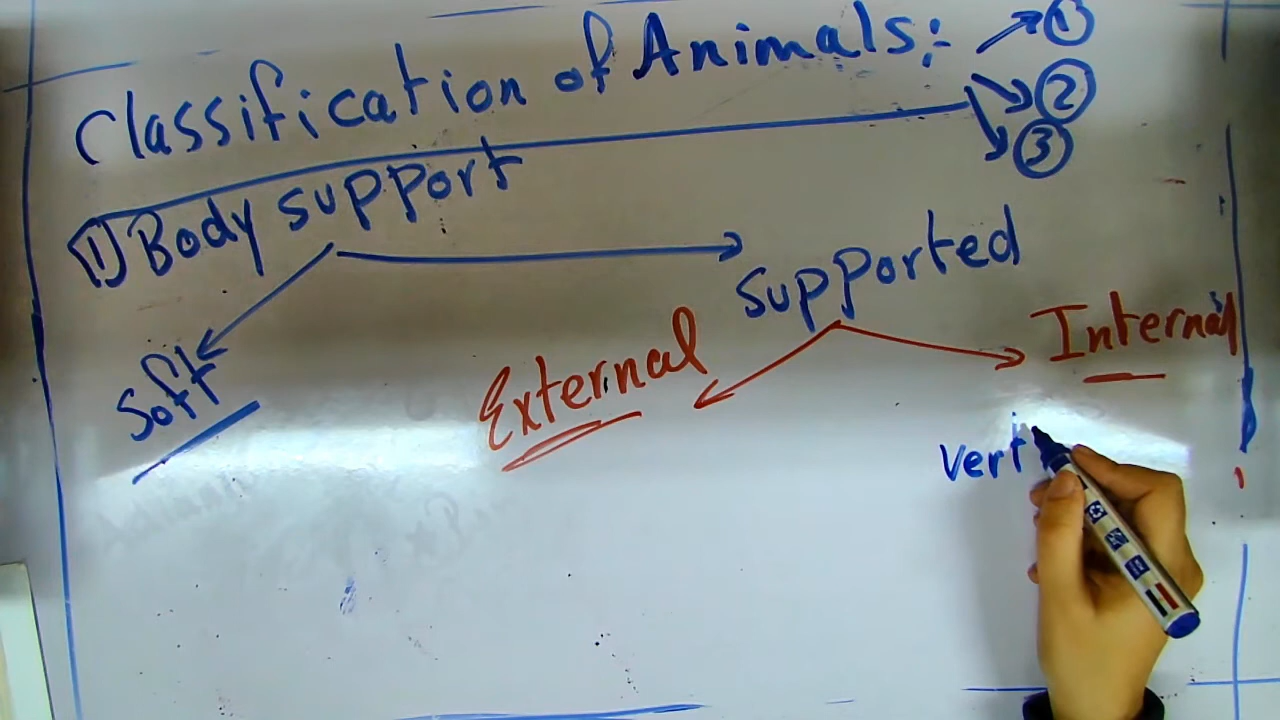 Classification of Animals:-
①
②
③
1) Body support
Soft
Supported
External
Internal
vert